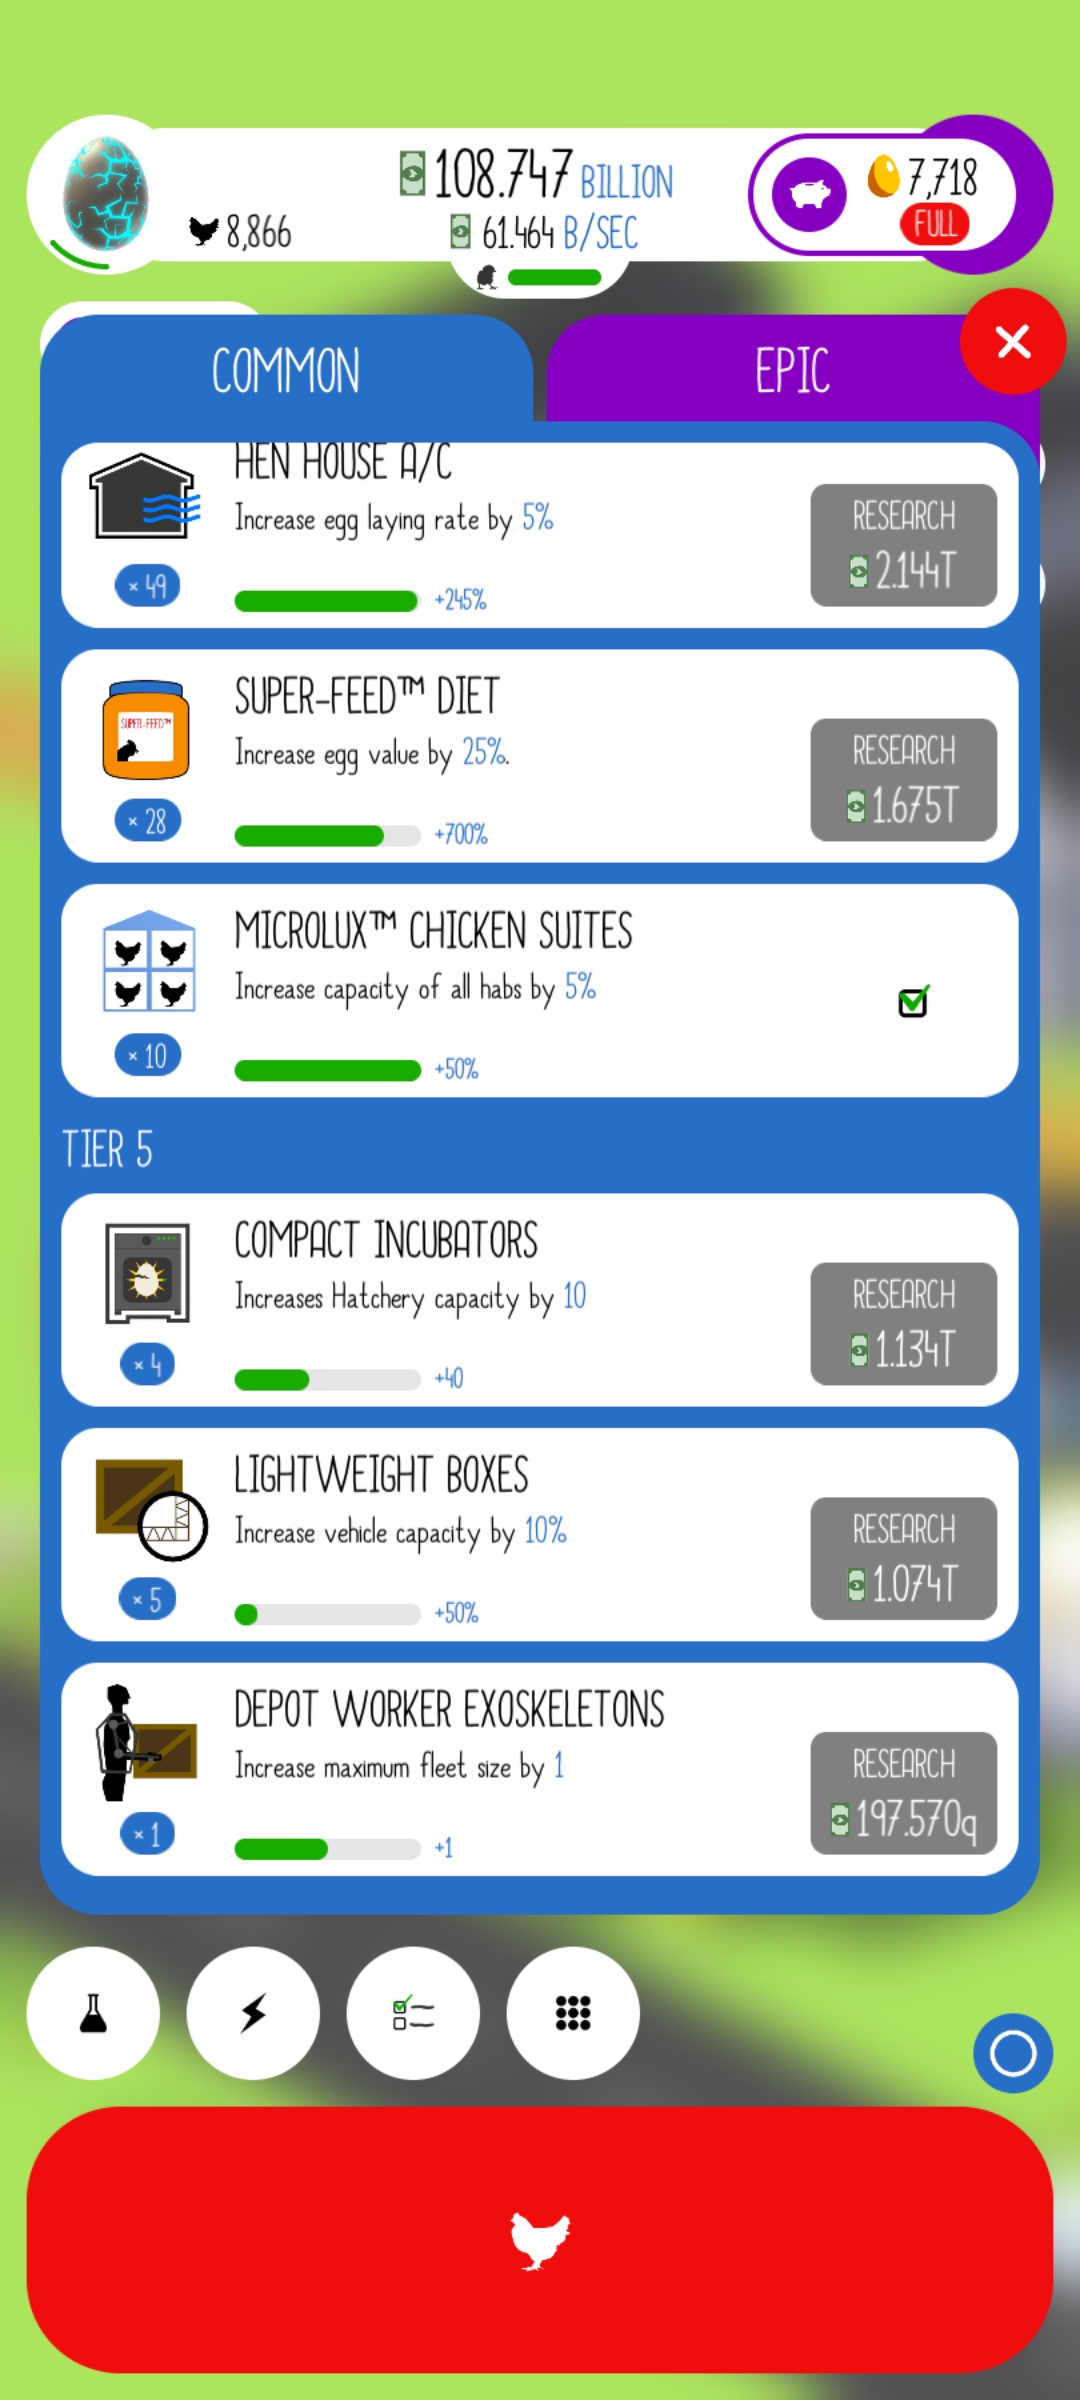 108.747 BILLION
8,866
61.464 B/SEC
7,718
FULL
COMMON
EPIC
HEN HOUSE A/C
Increase egg laying rate by 5%
× 49
+245%
RESEARCH
2.144T
SUPER-FEED™ DIET
Increase egg value by 25%.
SUPER-FEED™
× 28
+700%
RESEARCH
1.675T
MICROLUX™ CHICKEN SUITES
Increase capacity of all habs by 5%
× 10
+50%
TIER 5
COMPACT INCUBATORS
Increases Hatchery capacity by 10
× 4
+40
RESEARCH
1.134T
LIGHTWEIGHT BOXES
Increase vehicle capacity by 10%
× 5
+50%
RESEARCH
1.074T
DEPOT WORKER EXOSKELETONS
Increase maximum fleet size by 1
× 1
+1
RESEARCH
197.570q